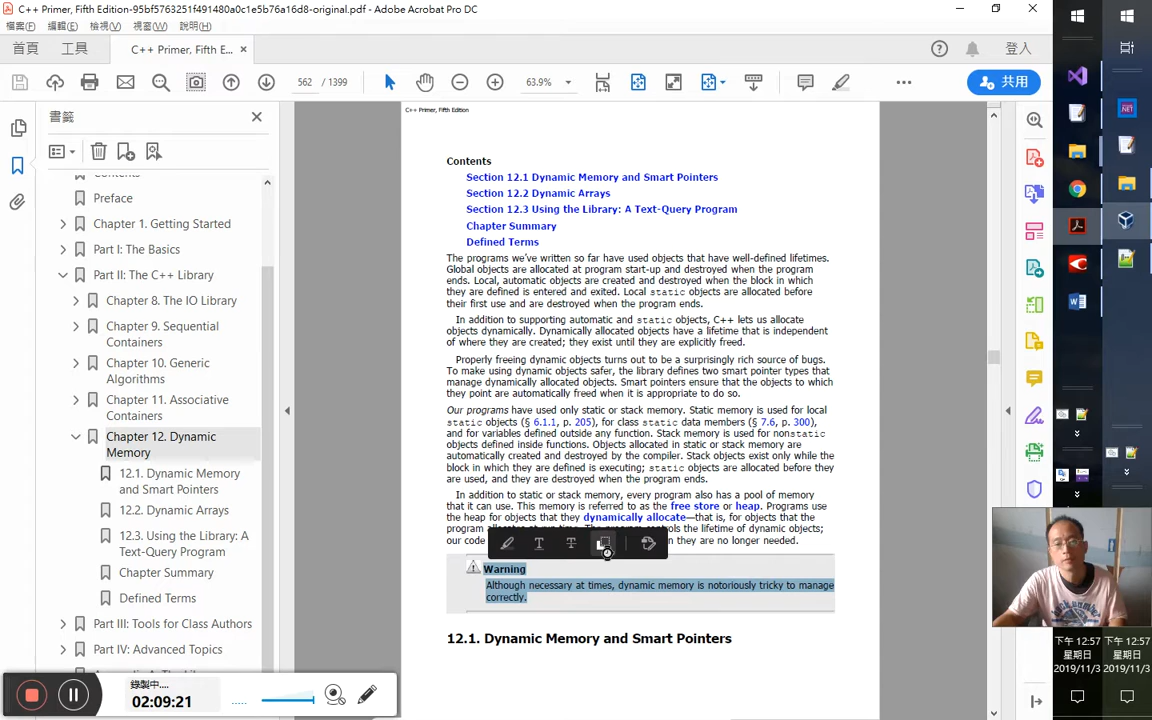 C++ Primer, Fifth Edition-95bf5763251f491480a0c1e5b76a16d8-original.pdf - Adobe Acrobat Pro DC
檔案(F) 編輯(E) 檢視(V) 視窗(W) 說明(H)
首頁 工具 C++ Primer, Fifth E... × 登入
562 / 1399 63.9% 共用
書籤
Preface
Chapter 1. Getting Started
Part I: The Basics
Part II: The C++ Library
Chapter 8. The IO Library
Chapter 9. Sequential
Containers
Chapter 10. Generic
Algorithms
Chapter 11. Associative
Containers
Chapter 12. Dynamic
Memory
12.1. Dynamic Memory
and Smart Pointers
12.2. Dynamic Arrays
12.3. Using the Library: A
Text-Query Program
Chapter Summary
Defined Terms
Part III: Tools for Class Authors
Part IV: Advanced Topics
C++ Primer, Fifth Edition
Contents
Section 12.1 Dynamic Memory and Smart Pointers
Section 12.2 Dynamic Arrays
Section 12.3 Using the Library: A Text-Query Program
Chapter Summary
Defined Terms
The programs we've written so far have used objects that have well-defined lifetimes.
Global objects are allocated at program start-up and destroyed when the program
ends. Local, automatic objects are created and destroyed when the block in which
they are defined is entered and exited. Local static objects are allocated before
their first use and are destroyed when the program ends.
In addition to supporting automatic and static objects, C++ lets us allocate
objects dynamically. Dynamically allocated objects have a lifetime that is independent
of where they are created; they exist until they are explicitly freed.
Properly freeing dynamic objects turns out to be a surprisingly rich source of bugs.
To make using dynamic objects safer, the library defines two smart pointer types that
manage dynamically allocated objects. Smart pointers ensure that the objects to which
they point are automatically freed when it is appropriate to do so.
Our programs have used only static or stack memory. Static memory is used for local
static objects (§ 6.1.1, p. 205), for class static data members (§ 7.6, p. 300),
and for variables defined outside any function. Stack memory is used for nonstatic
objects defined inside functions. Objects allocated in static or stack memory are
automatically created and destroyed by the compiler. Stack objects exist only while the
block in which they are defined is executing; static objects are allocated before they
are used, and they are destroyed when the program ends.
In addition to static or stack memory, every program also has a pool of memory
that it can use. This memory is referred to as the free store or heap. Programs use
the heap for objects that they dynamically allocate—that is, for objects that the
program the lifetime of dynamic objects;
our code they are no longer needed.
Warning
Although necessary at times, dynamic memory is notoriously tricky to manage
correctly.
12.1. Dynamic Memory and Smart Pointers
錄製中....
02:09:21
下午 12:57 下午 12:57
星期日 星期日
2019/11/3 2019/11/3